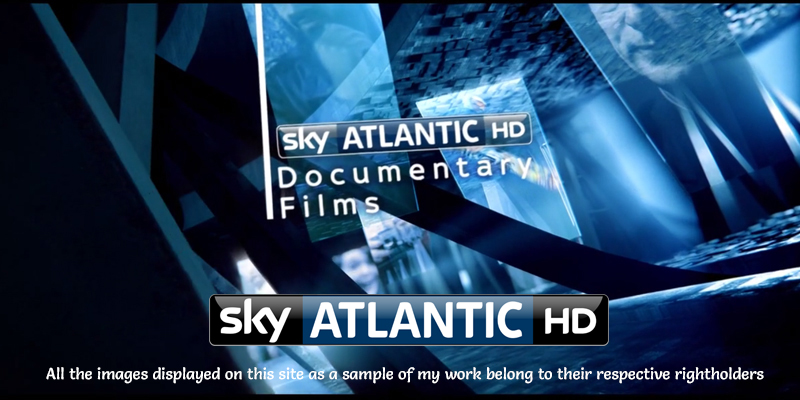 sky ATLANTIC HD
Documentary
Films
sky ATLANTIC HD
All the images displayed on this site as a sample of my work belong to their respective rightholders